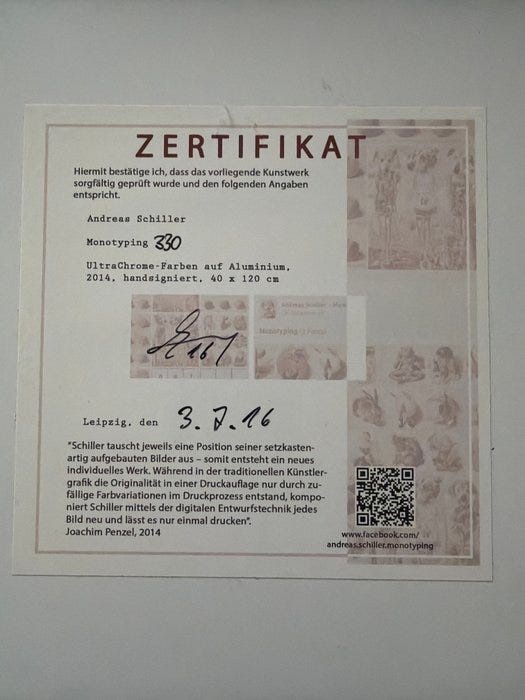 ZERTIFIKAT
Hiermit bestätige ich, dass das vorliegende Kunstwerk
sorgfältig geprüft wurde und den folgenden Angaben
entspricht.
Andreas Schiller
Monotyping 330
UltraChrome-Farben auf Aluminium,
2014, handsigniert, 40 x 120 cm
Monotyping
16
Leipzig, den 3.7.16
"Schiller tauscht jeweils eine Position seiner setzkasten-
artig aufgebauten Bilder aus – somit entsteht ein neues
individuelles Werk. Während in der traditionellen Künstler-
grafik die Originalität in einer Druckauflage nur durch zu-
fällige Farbvariationen im Druckprozess entstand, kompo-
niert Schiller mittels der digitalen Entwurfstechnik jedes
Bild neu und lässt es nur einmal drucken".
Joachim Penzel, 2014
www.facebook.com/
andreas.schiller.monotyping